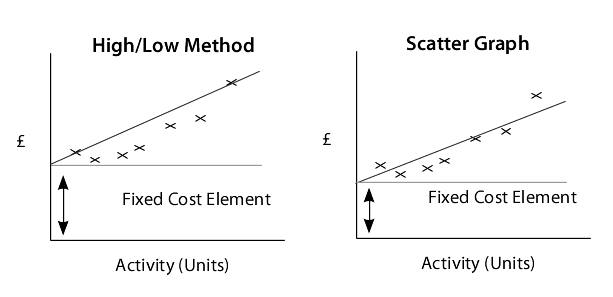 High/Low Method
£
Fixed Cost Element
Activity (Units)
Scatter Graph
£
Fixed Cost Element
Activity (Units)